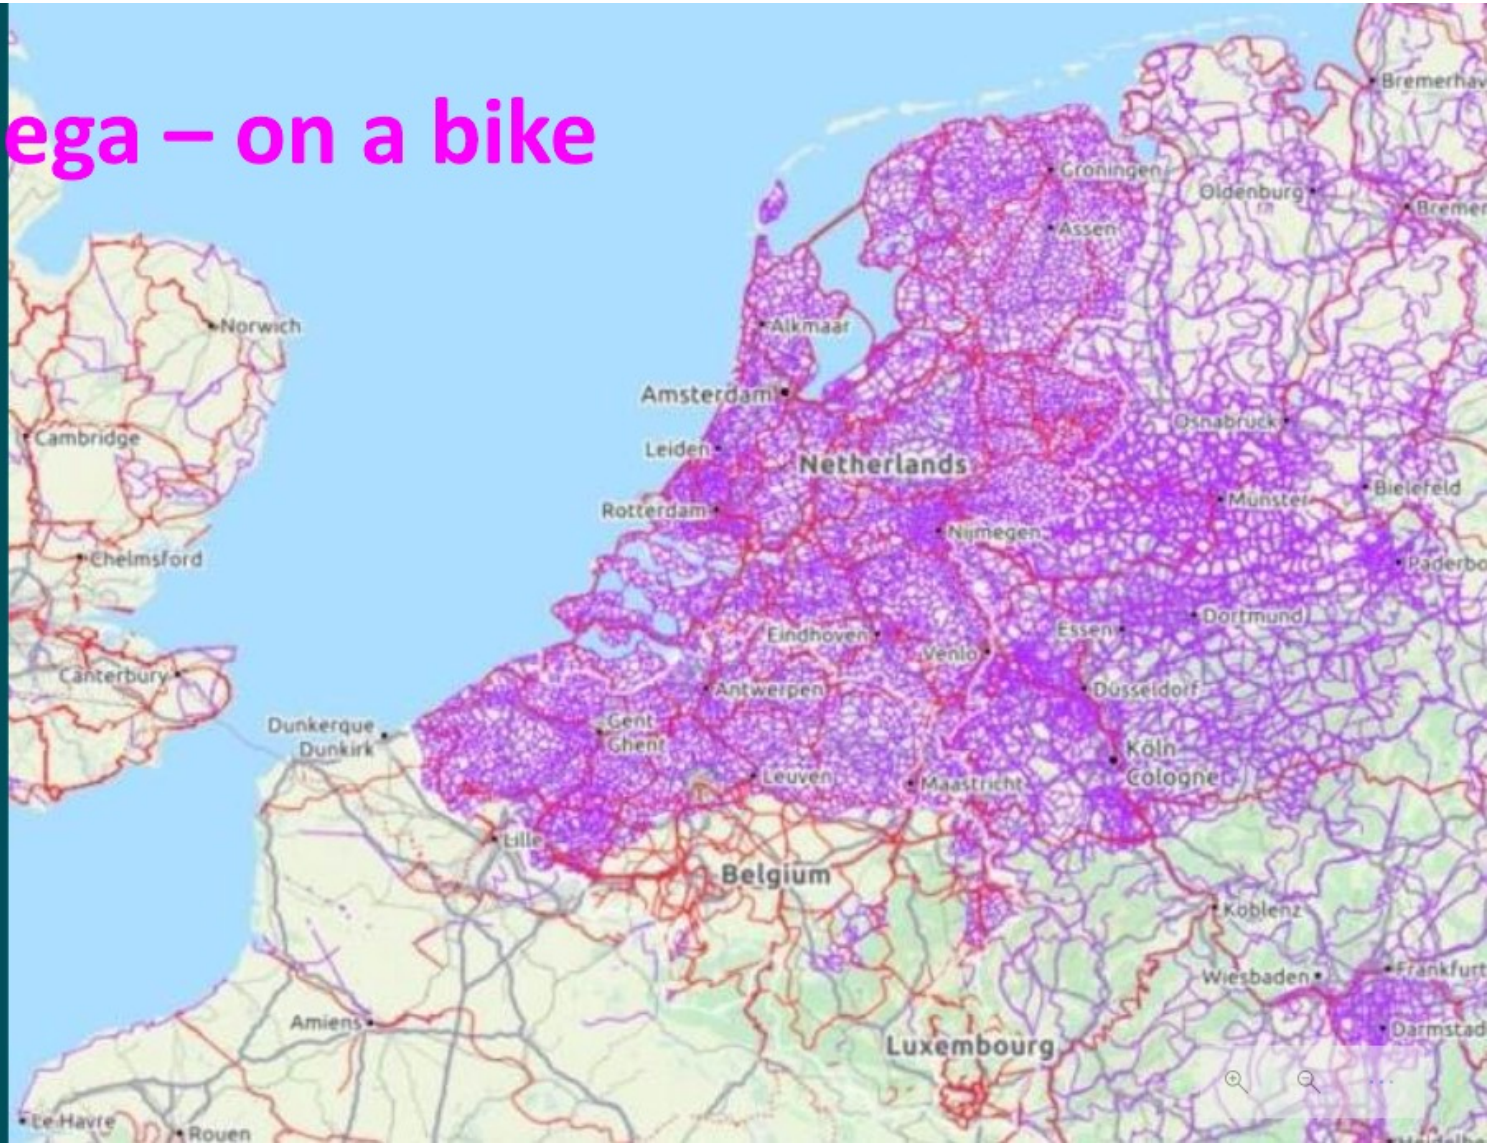 ega – on a bike
Bremerhav
Groningen
Oldenburg
Bremen
Assen
Norwich
Alkmaar
Amsterdam
Cambridge
Leiden
Osnabrück
Netherlands
Münster
Bielefeld
Rotterdam
Nijmegen
Chelmsford
Paderbo
Dortmund
Essen
Eindhoven
Venlo
Canterbury
Antwerpen
Düsseldorf
Dunkerque
Dunkirk
Gent
Ghent
Köln
Cologne
Leuven
Maastricht
Lille
Belgium
Koblenz
Wiesbaden
Frankfurt
Amiens
Darmstad
Luxembourg
Le Havre
Rouen